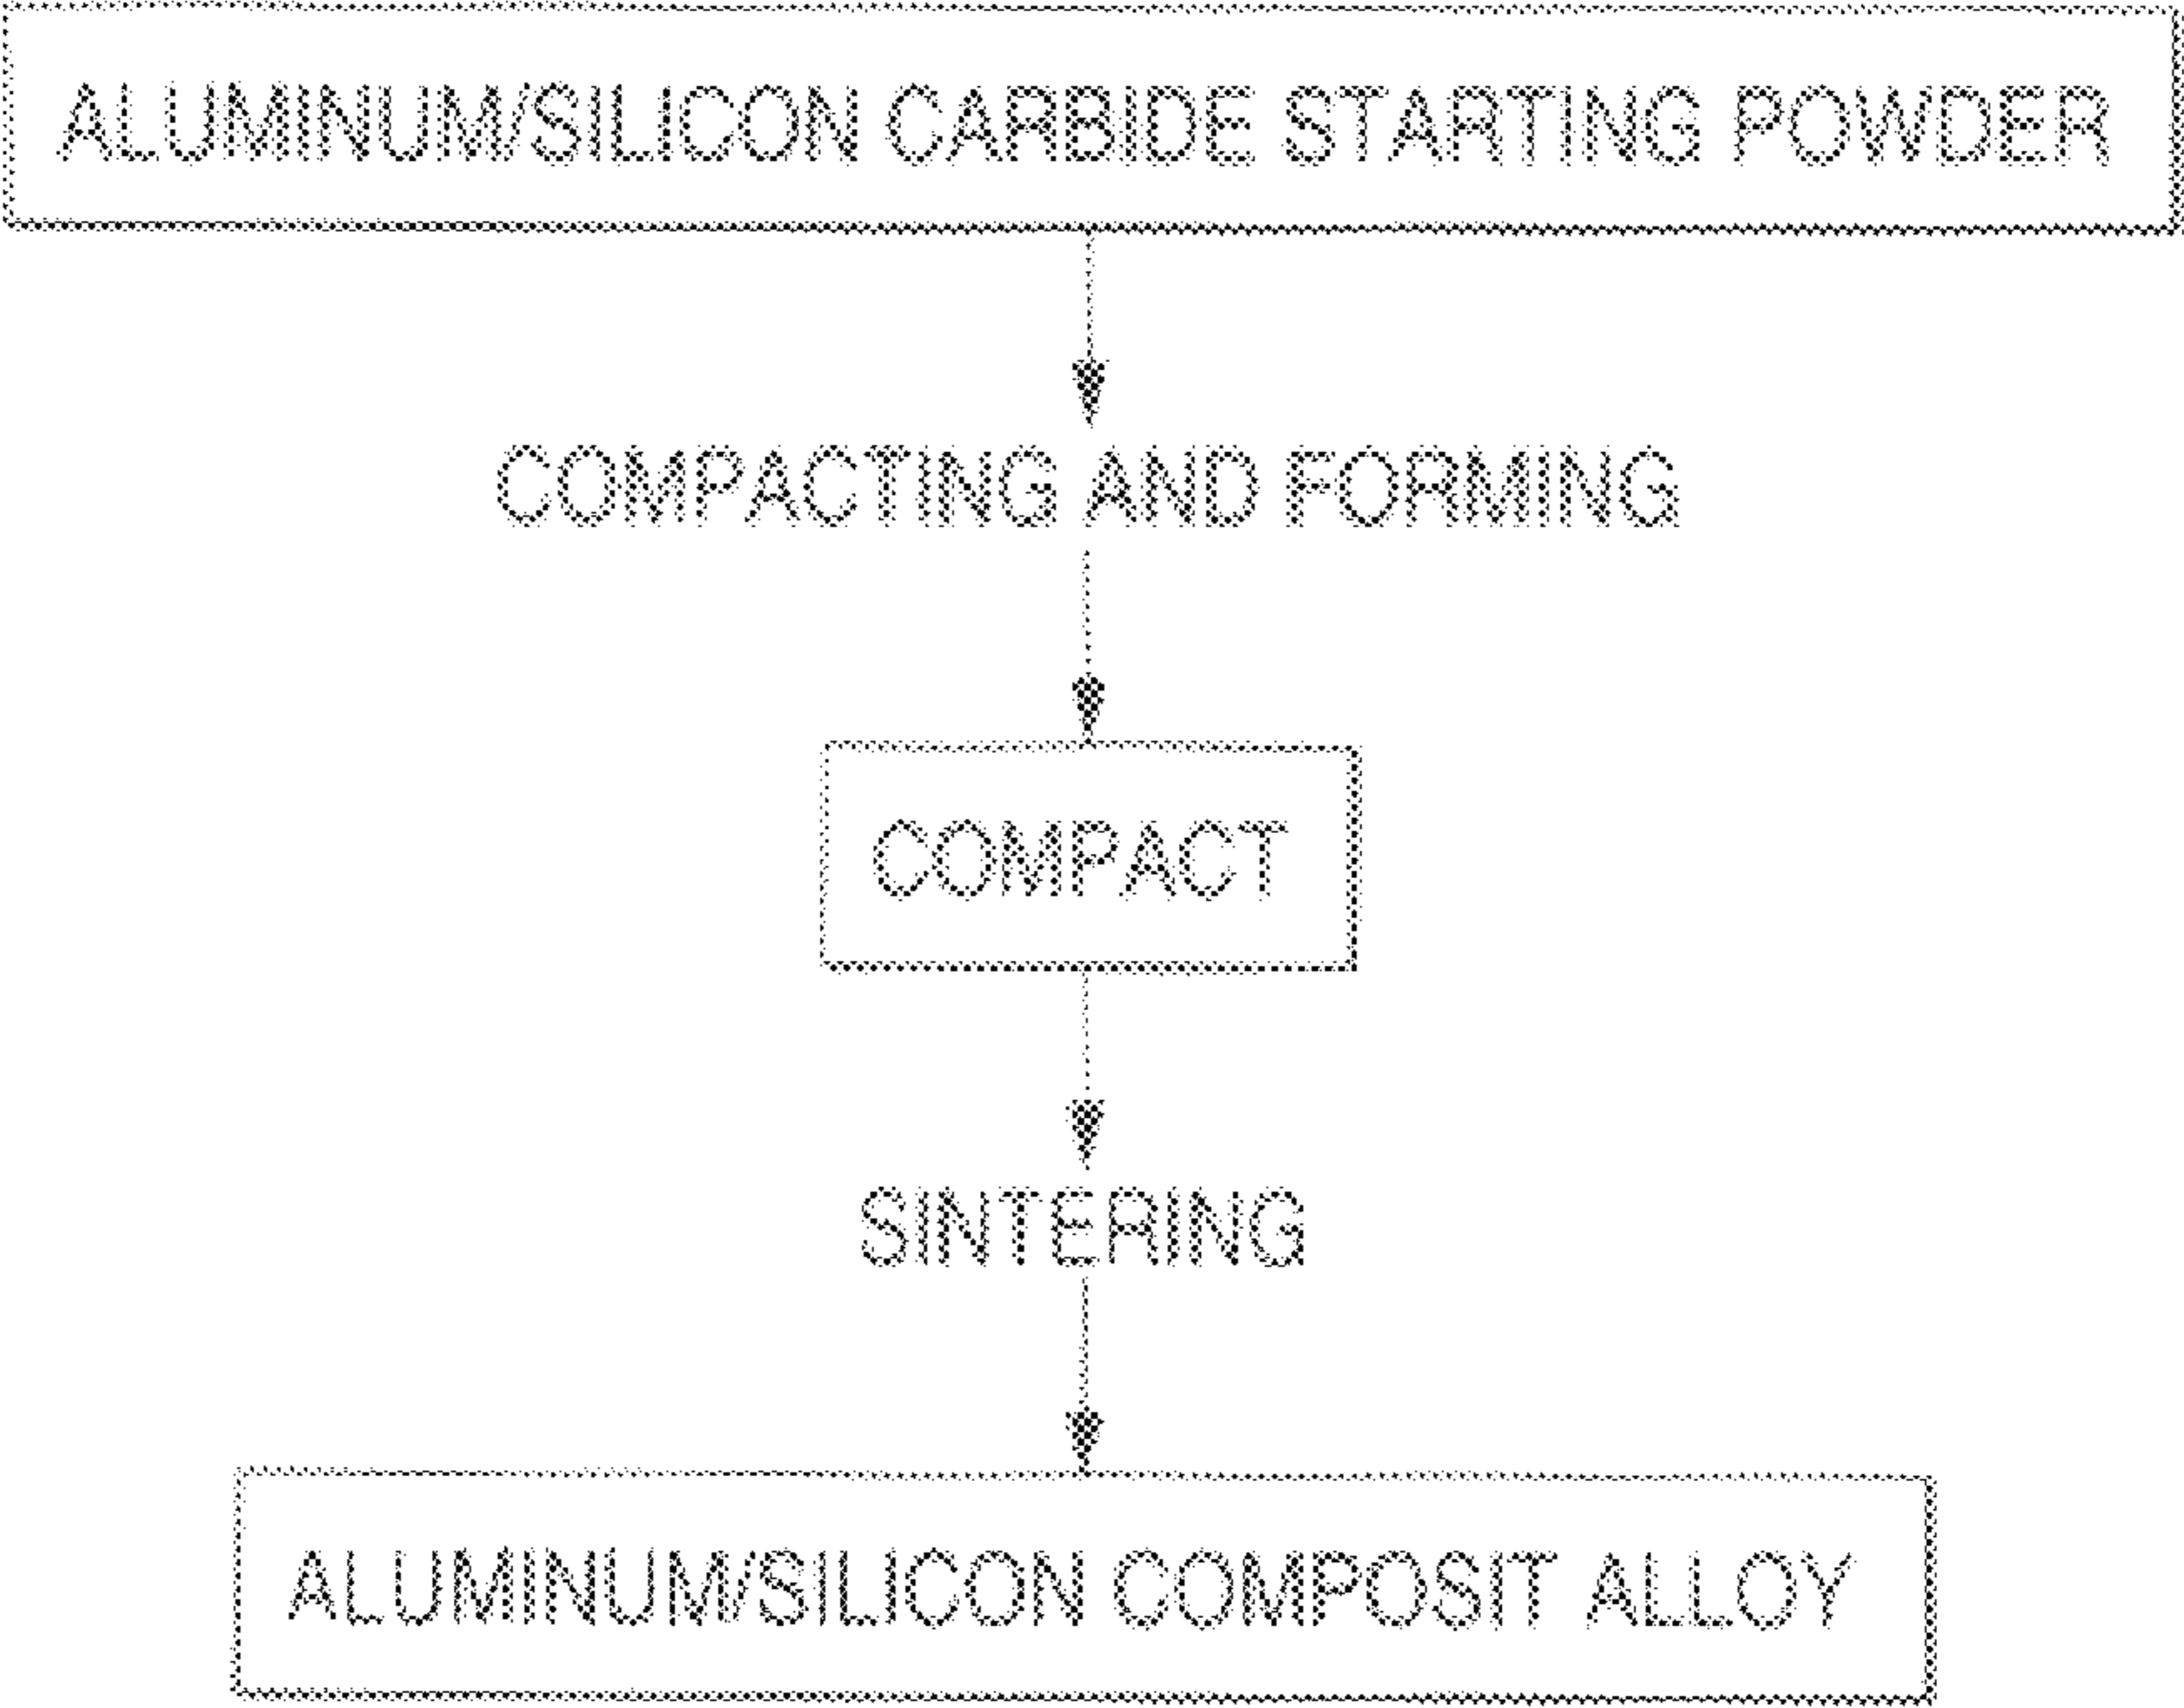 ALUMINUM/SILICON CARBIDE STARTING POWDER
COMPACTING AND FORMING
COMPACT
SINTERING
ALUMINUM/SILICON COMPOSIT ALLOY